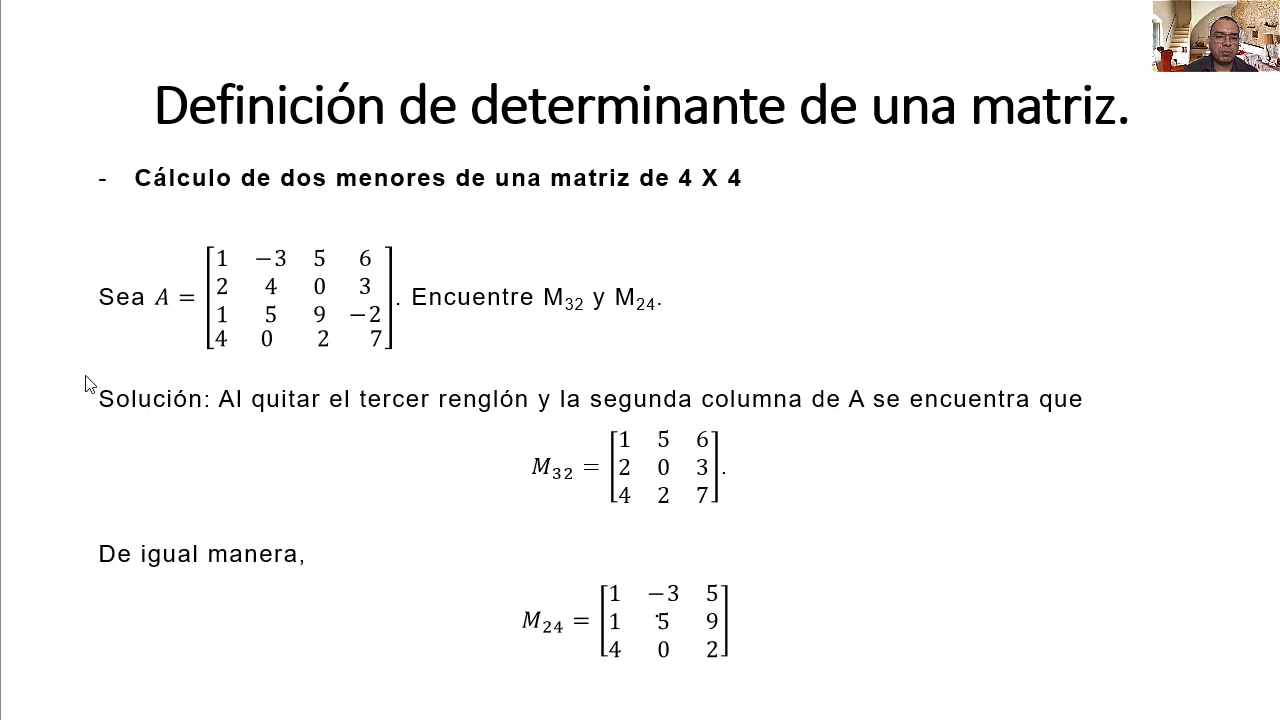 Definición de determinante de una matriz.
- Cálculo de dos menores de una matriz de 4 X 4
1 −3 5 6
2 4 0 3
Sea A = . Encuentre M32 y M24.
1 5 9 −2
4 0 2 7
Solución: Al quitar el tercer renglón y la segunda columna de A se encuentra que
1 5 6
M32 = 2 0 3 .
4 2 7
De igual manera,
1 −3 5
M24 = 1 5 9
4 0 2